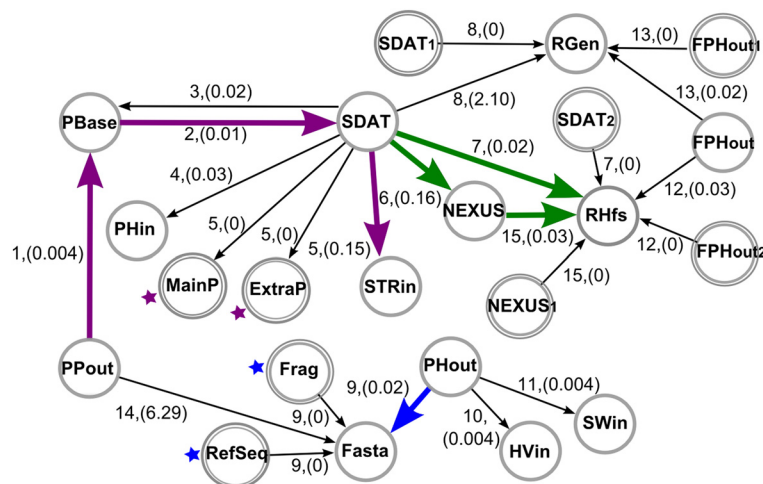 8,(0)
SDAT1
RGen
13,(0)
FPHout1
3,(0.02)
8,(2.10)
13,(0.02)
PBase
2,(0.01)
SDAT
SDAT2
7,(0.02)
7,(0)
FPHout
4,(0.03)
6,(0.16)
12,(0.03)
PHin
5,(0)
5,(0)
5,(0.15)
NEXUS
15,(0.03)
RHfs
12,(0)
FPHout2
1,(0.004)
MainP
ExtraP
STRin
15,(0)
NEXUS1
PPout
Frag
9,(0.02)
PHout
11,(0.004)
14,(6.29)
9,(0)
10,
(0.004)
SWin
RefSeq
9,(0)
Fasta
HVin